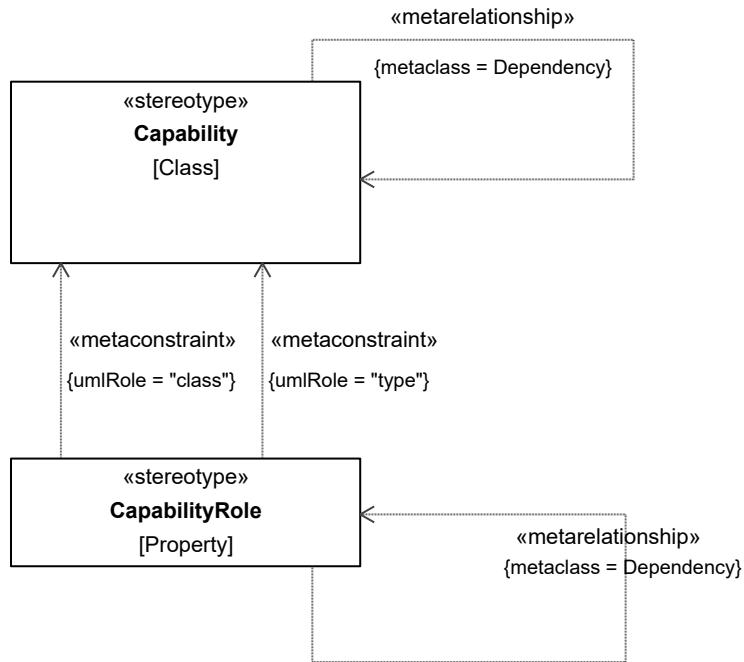 «metarelationship»
{metaclass = Dependency}
«stereotype»
Capability
[Class]
«metaconstraint»
{umlRole = "class"}
«metaconstraint»
{umlRole = "type"}
«stereotype»
CapabilityRole
[Property]
«metarelationship»
{metaclass = Dependency}